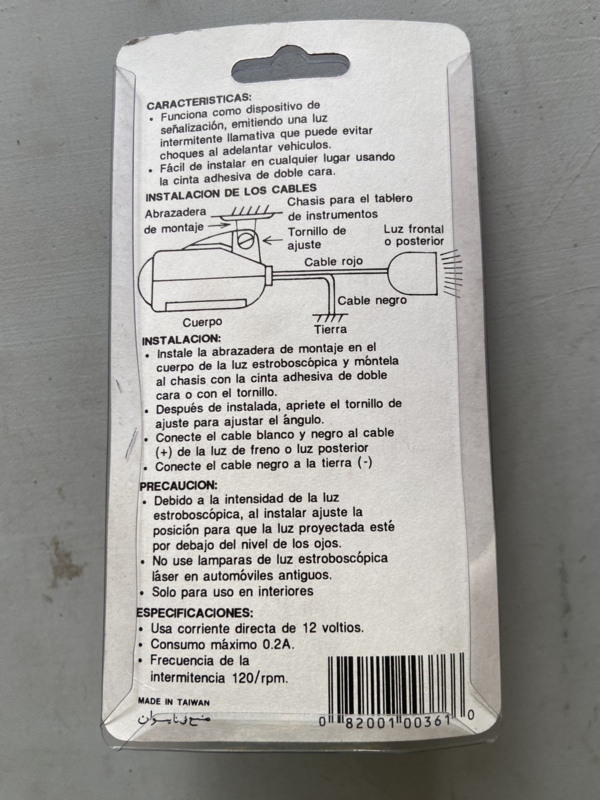 CARACTERISTICAS:
• Funciona como dispositivo de
señalización, emitiendo una luz
intermitente llamativa que puede evitar
choques al adelantar vehiculos.
• Fácil de instalar en cualquier lugar usando
la cinta adhesiva de doble cara.
INSTALACION DE LOS CABLES
Abrazadera
de montaje
Chasis para el tablero
de instrumentos
Tornillo de
ajuste
Luz frontal
o posterior
Cable rojo
Cable negro
Cuerpo
Tierra
INSTALACION:
• Instale la abrazadera de montaje en el
cuerpo de la luz estroboscópica y móntela
al chasis con la cinta adhesiva de doble
cara o con el tornillo.
• Después de instalada, apriete el tornillo de
ajuste para ajustar el ángulo.
• Conecte el cable blanco y negro al cable
(+) de la luz de freno o luz posterior
• Conecte el cable negro a la tierra (-)
PRECAUCION:
• Debido a la intensidad de la luz
estroboscópica, al instalar ajuste la
posición para que la luz proyectada esté
por debajo del nivel de los ojos.
• No use lamparas de luz estroboscópica
láser en automóviles antiguos.
• Solo para uso en interiores
ESPECIFICACIONES:
• Usa corriente directa de 12 voltios.
• Consumo máximo 0.2A.
• Frecuencia de la
intermitencia 120/rpm.
MADE IN TAIWAN
صنع في تايوان
0 82001 00361 0